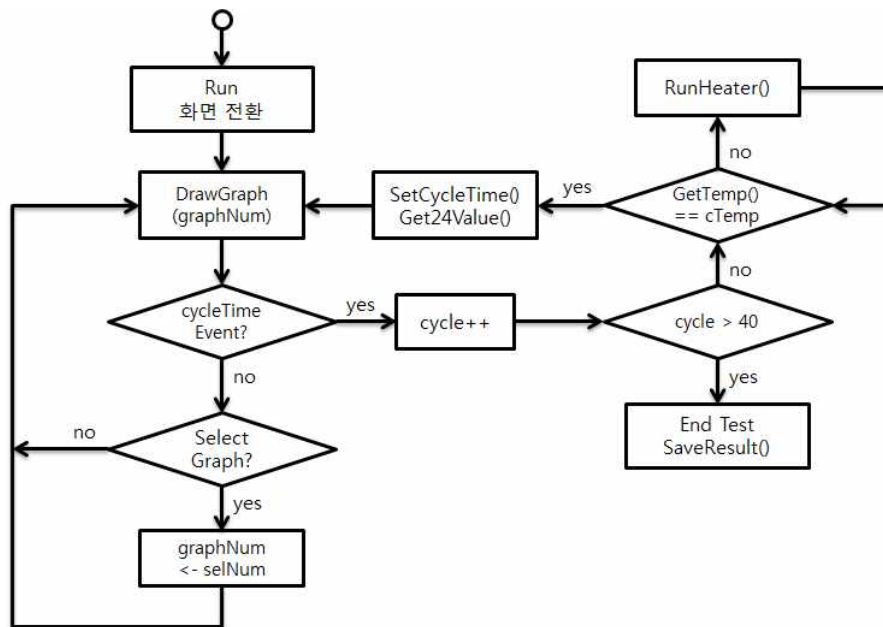 Run
화면 전환
RunHeater()
no
DrawGraph
(graphNum)
SetCycleTime()
Get24Value()
yes
GetTemp()
== cTemp
no
cycleTime
Event?
yes
cycle++
cycle > 40
no
yes
no
Select
Graph?
End Test
SaveResult()
yes
graphNum
<- selNum